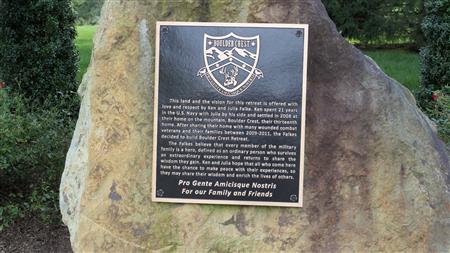 BOULDER CREST
This land and the vision for this retreat is offered with
love and respect by Ken and Julia Falke. Ken spent 21 years
in the U.S. Navy with Julia by his side and settled in 2008 at
their home on the mountain, Boulder Crest, their thirteenth
home. After sharing their home with many wounded combat
veterans and their families between 2009-2011, the Falkes
decided to build Boulder Crest Retreat.
The Falkes believe that every member of the military
family is a hero, defined as an ordinary person who survives
an extraordinary experience and returns to share the
wisdom they gain. Ken and Julia hope that all who come here
have the chance to make peace with their experiences, so
they may share their wisdom and enrich the lives of others.
Pro Gente Amicisque Nostris
For our Family and Friends